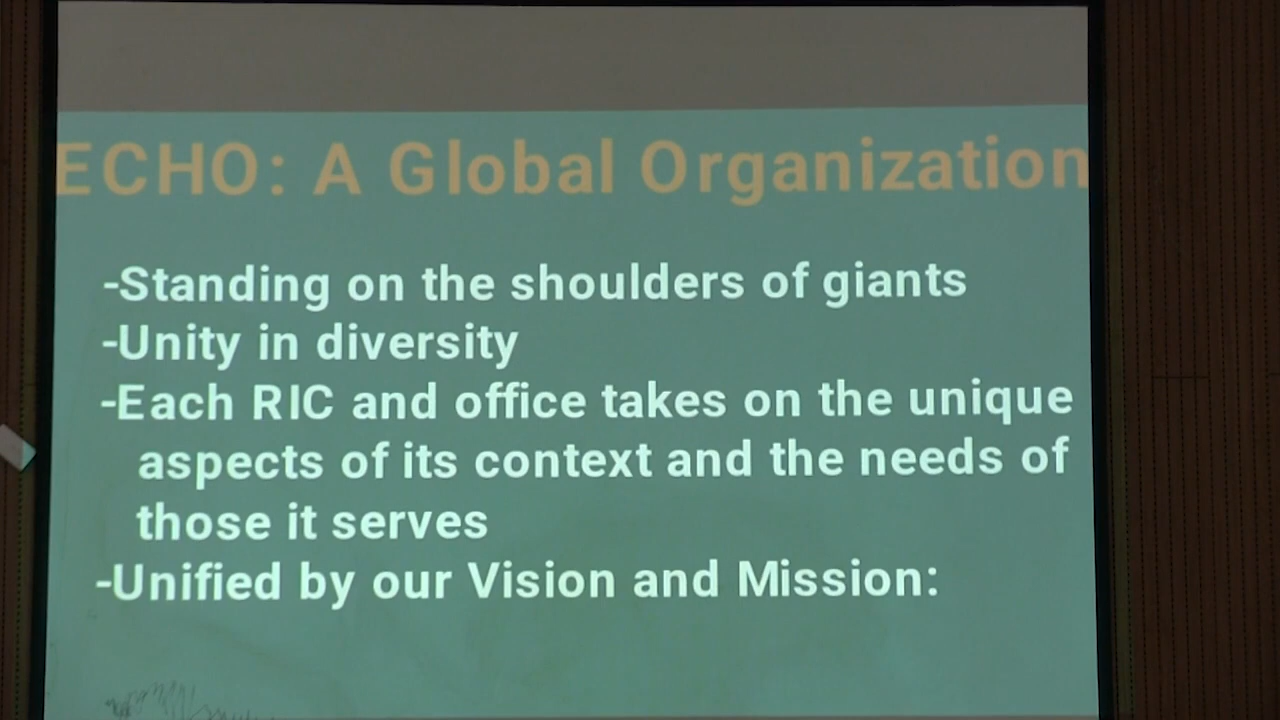 ECHO: A Global Organization
-Standing on the shoulders of giants
-Unity in diversity
-Each RIC and office takes on the unique
aspects of its context and the needs of
those it serves
-Unified by our Vision and Mission: